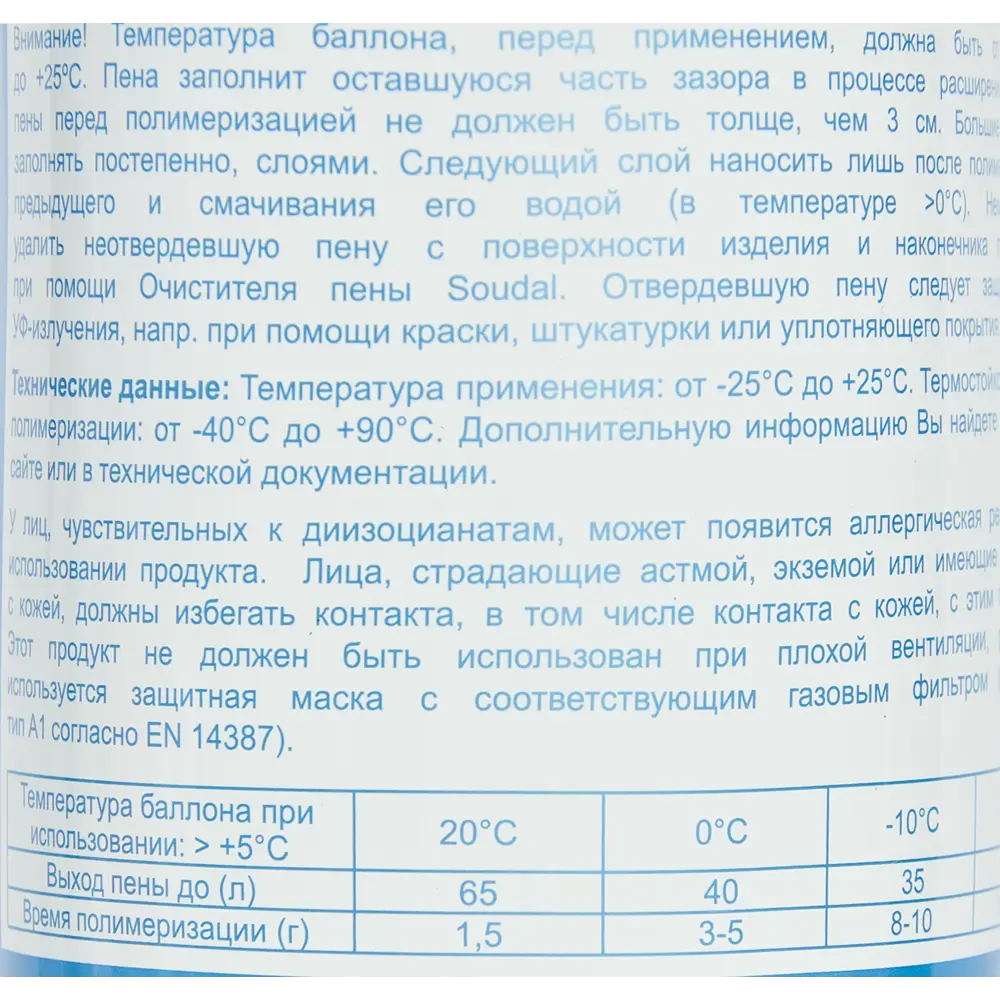 Внимание! Температура баллона, перед применением, должна быть
до +25°C. Пена заполнит оставшуюся часть зазора в процессе
пены перед полимеризацией не должен быть толще, чем 3 см.
заполнять постепенно, слоями. Следующий слой наносить лишь после
предыдущего и смачивания его водой (в температуре >0°C).
удалить неотвердевшую пену с поверхности изделия и наконечника
при помощи Очистителя пены Soudal. Отвердевшую пену следует
УФ-излучения, напр. при помощи краски, штукатурки или уплотняющего
Технические данные: Температура применения: от -25°C до +25°C.
полимеризации: от -40°C до +90°C. Дополнительную информацию Вы найдете
сайте или в технической документации.
У лиц, чувствительных к диизоцианатам, может появится аллергическая
использовании продукта. Лица, страдающие астмой, экземой или имеющие
с кожей, должны избегать контакта, в том числе контакта с кожей, с этим
Этот продукт не должен быть использован при плохой вентиляции,
используется защитная маска с соответствующим газовым фильтром
тип A1 согласно EN 14387).
Температура баллона при
использовании: > +5°C 20°C 0°C -10°C
Выход пены до (л) 65 40 35
Время полимеризации (г) 1,5 3-5 8-10